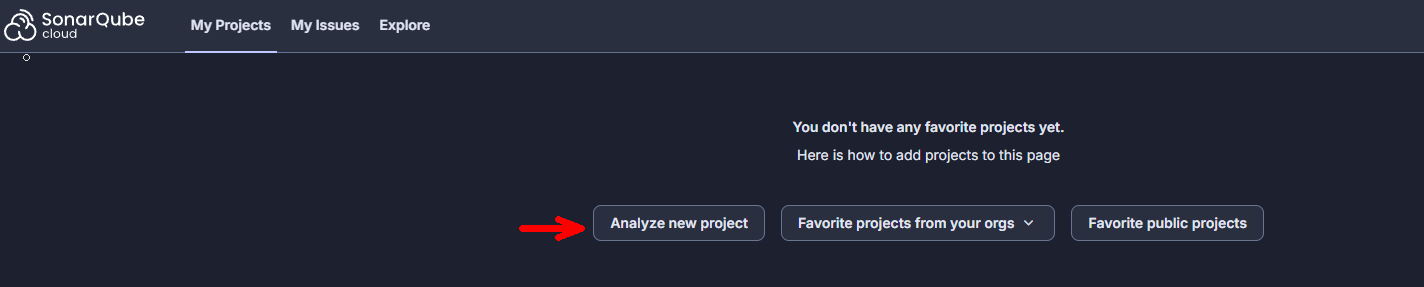 SonarQube
cloud
My Projects
My Issues
Explore
You don't have any favorite projects yet.
Here is how to add projects to this page
Analyze new project
Favorite projects from your orgs
Favorite public projects